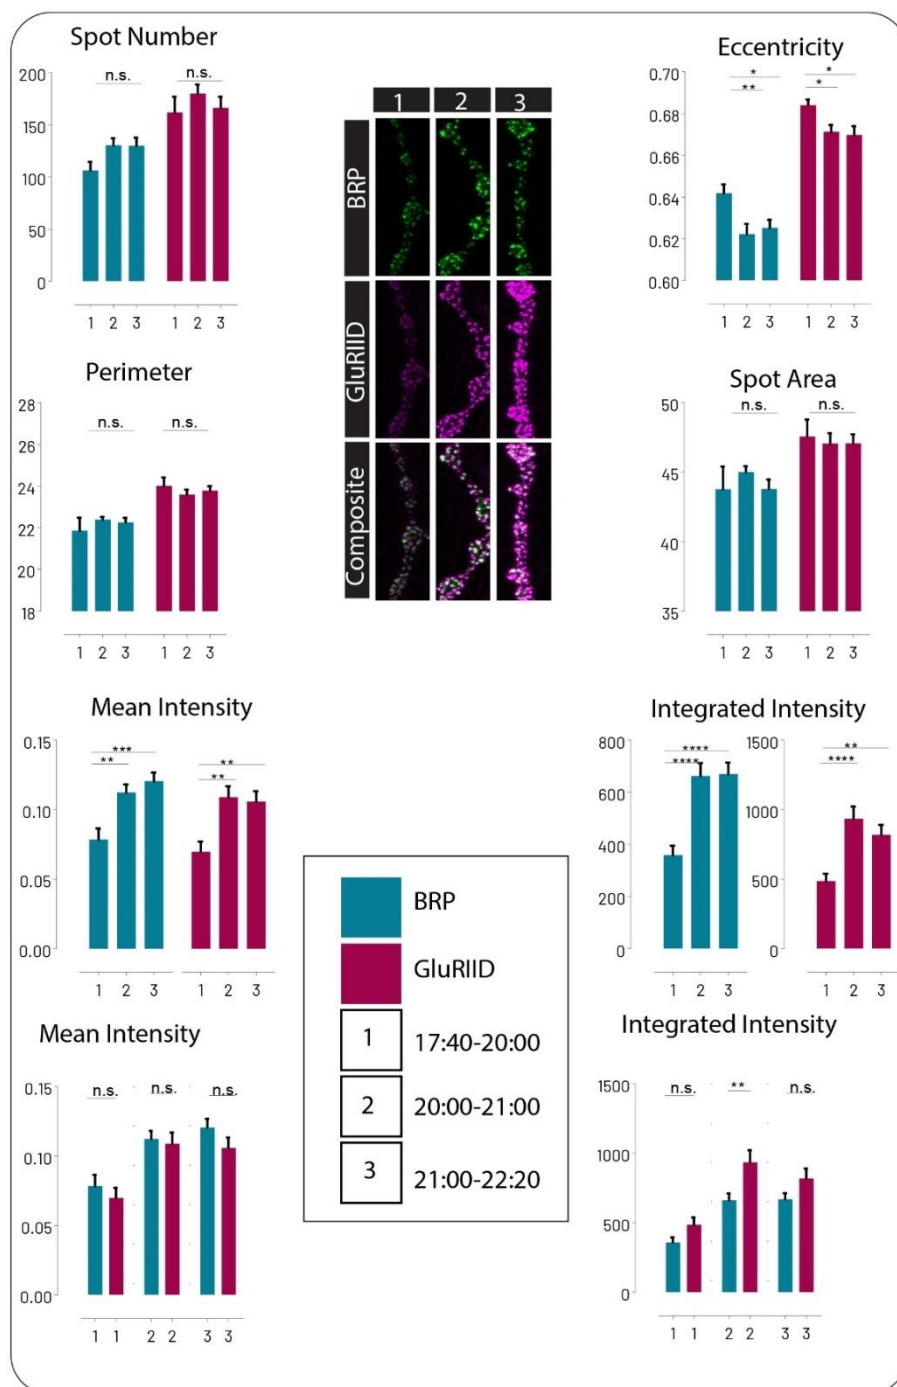 Spot Number
n.s.
n.s.
200
150
100
50
0
1 2 3 1 2 3
1 2 3
BRP
GluRIID
Composite
Eccentricity
*
**
*
*
0.70
0.68
0.66
0.64
0.62
0.60
1 2 3 1 2 3
Perimeter
n.s.
n.s.
28
26
24
22
20
18
1 2 3 1 2 3
Spot Area
n.s.
n.s.
50
45
40
35
1 2 3 1 2 3
Mean Intensity
***
**
**
**
0.15
0.10
0.05
0.00
1 2 3 1 2 3
Integrated Intensity
****
****
800
600
400
200
0
1 2 3
**
****
1500
1000
500
0
1 2 3
BRP
GluRIID
1 17:40-20:00
2 20:00-21:00
3 21:00-22:20
Mean Intensity
n.s. n.s. n.s.
0.15
0.10
0.05
0.00
1 1 2 2 3 3
Integrated Intensity
n.s. ** n.s.
1500
1000
500
0
1 1 2 2 3 3